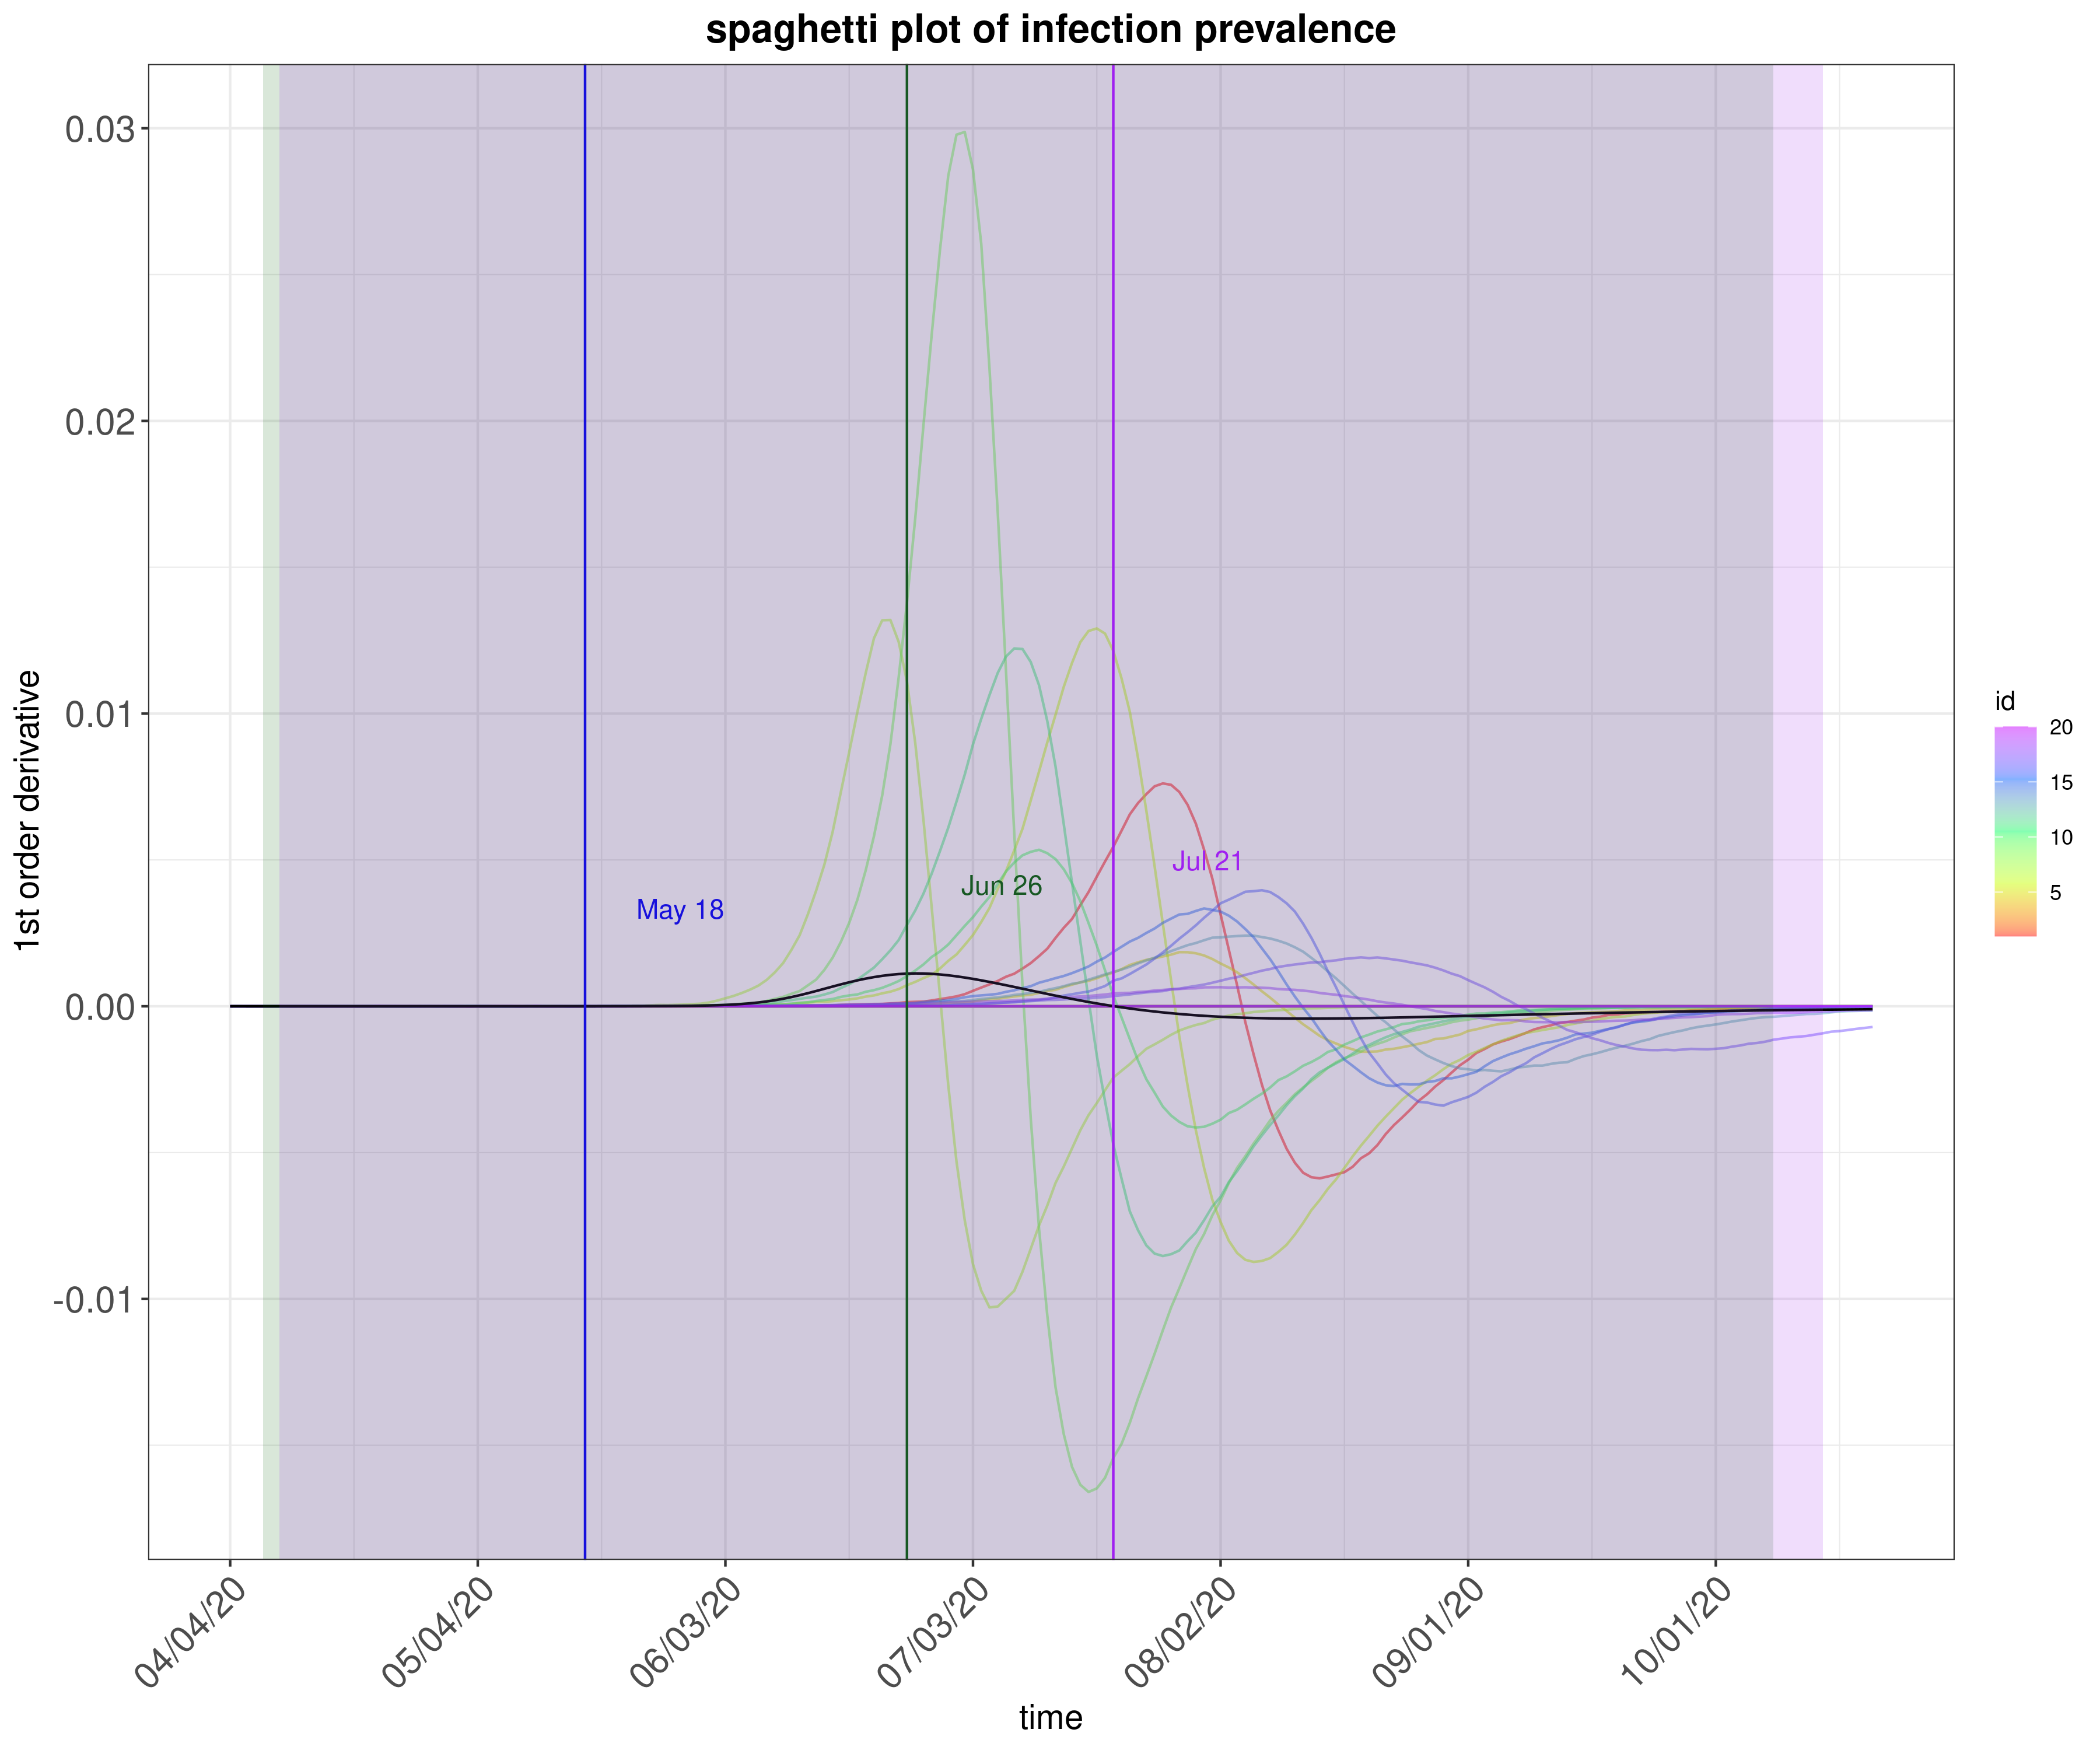 spaghetti plot of infection prevalence
0.03
0.02
0.01
0.00
-0.01
1st order derivative
May 18
Jun 26
Jul 21
04/04/20
05/04/20
06/03/20
07/03/20
08/02/20
09/01/20
10/01/20
time
id
20
15
10
5